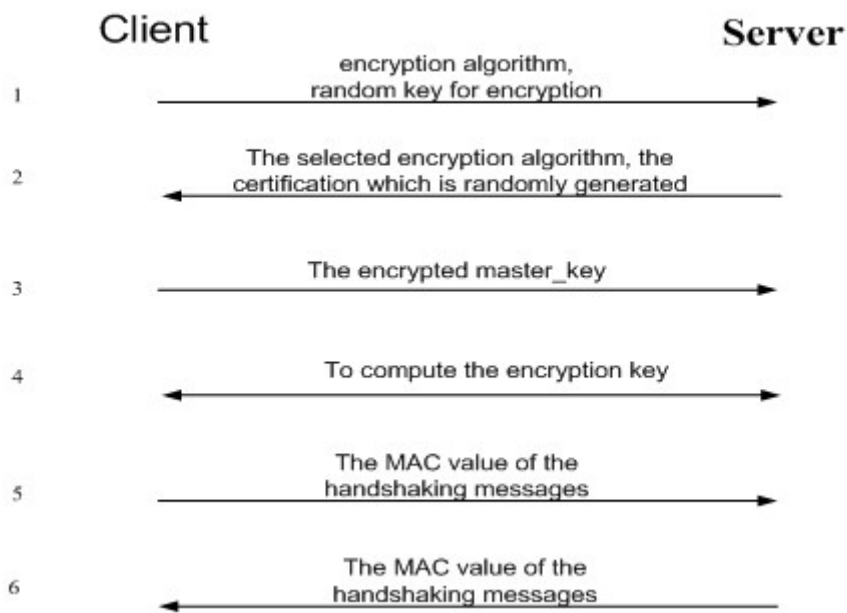 Client
Server
1
encryption algorithm,
random key for encryption
2
The selected encryption algorithm, the
certification which is randomly generated
3
The encrypted master_key
4
To compute the encryption key
5
The MAC value of the
handshaking messages
6
The MAC value of the
handshaking messages